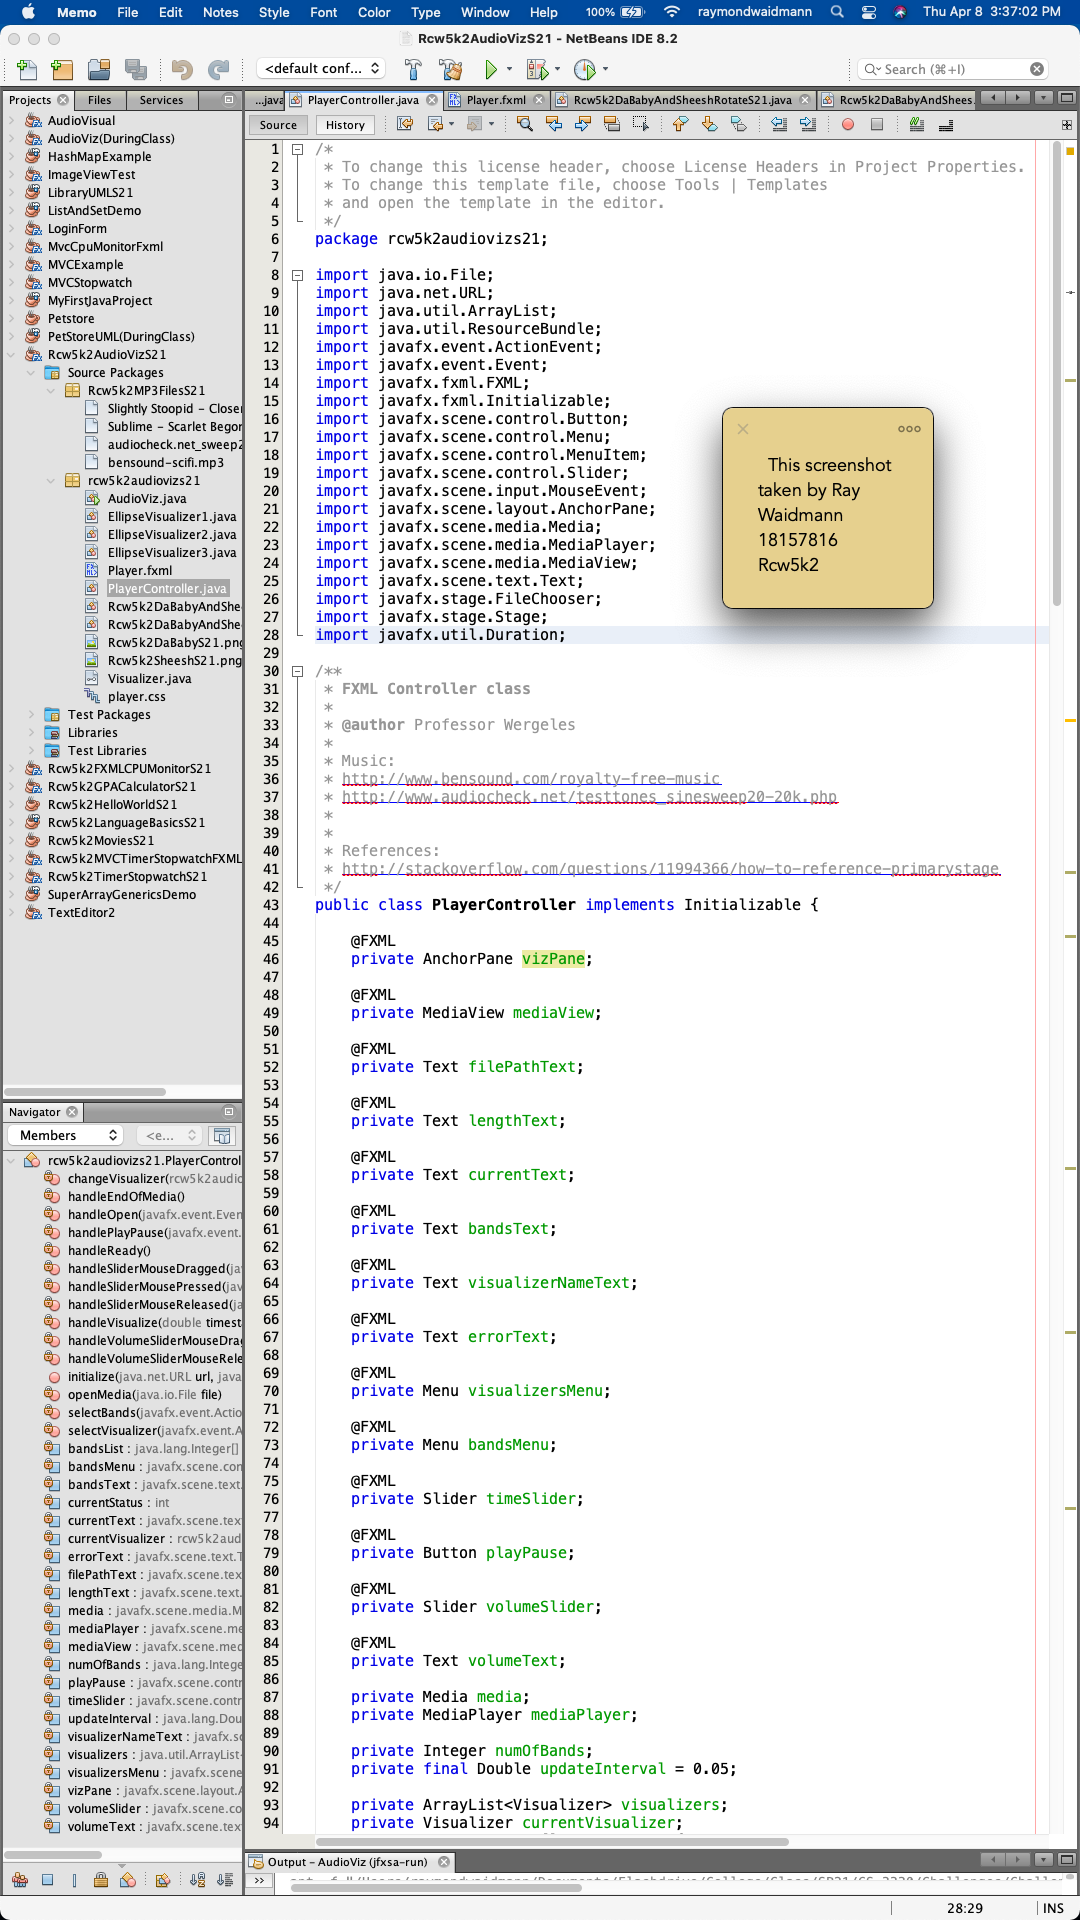 Memo File Edit Notes Style Font Color Type Window Help 100% raymondwaidmann Thu Apr 8 3:37:02 PM
Rcw5k2AudioVizS21 - NetBeans IDE 8.2
<default conf... Search (⌘+I)
Projects Files Services
...java PlayerController.java Player.fxml Rcw5k2DaBabyAndSheeshRotateS21.java Rcw5k2DaBabyAndShees
Source History
AudioVisual
AudioViz(DuringClass)
HashMapExample
ImageViewTest
LibraryUMLS21
ListAndSetDemo
LoginForm
MvcCpuMonitorFxml
MVCExample
MVCStopwatch
MyFirstJavaProject
Petstore
PetStoreUML(DuringClass)
Rcw5k2AudioVizS21
Source Packages
Rcw5k2MP3FilesS21
Slightly Stoopid - Closer
Sublime - Scarlet Begor
audiocheck.net_sweep2
bensound-scifi.mp3
rcw5k2audiovizs21
AudioViz.java
EllipseVisualizer1.java
EllipseVisualizer2.java
EllipseVisualizer3.java
Player.fxml
PlayerController.java
Rcw5k2DaBabyAndShe
Rcw5k2DaBabyAndShe
Rcw5k2DaBabyS21.png
Rcw5k2SheeshS21.png
Visualizer.java
player.css
Test Packages
Libraries
Test Libraries
Rcw5k2FXMLCPUMonitorS21
Rcw5k2GPACalculatorS21
Rcw5k2HelloWorldS21
Rcw5k2LanguageBasicsS21
Rcw5k2MoviesS21
Rcw5k2MVCTimerStopwatchFXML
Rcw5k2TimerStopwatchS21
SuperArrayGenericsDemo
TextEditor2
Navigator
Members <e...
rcw5k2audiovizs21.PlayerControl
changeVisualizer(rcw5k2audio
handleEndOfMedia()
handleOpen(javafx.event.Even
handlePlayPause(javafx.event.
handleReady()
handleSliderMouseDragged(ja
handleSliderMousePressed(jav
handleSliderMouseReleased(ja
handleVisualize(double timest
handleVolumeSliderMouseDrag
handleVolumeSliderMouseRele
initialize(java.net.URL url, java
openMedia(java.io.File file)
selectBands(javafx.event.Actio
selectVisualizer(javafx.event.A
bandsList : java.lang.Integer[]
bandsMenu : javafx.scene.con
bandsText : javafx.scene.text.
currentStatus : int
currentText : javafx.scene.tex
currentVisualizer : rcw5k2aud
errorText : javafx.scene.text.T
filePathText : javafx.scene.tex
lengthText : javafx.scene.text.
media : javafx.scene.media.M
mediaPlayer : javafx.scene.me
mediaView : javafx.scene.med
numOfBands : java.lang.Intege
playPause : javafx.scene.contr
timeSlider : javafx.scene.contr
updateInterval : java.lang.Dou
visualizerNameText : javafx.sc
visualizers : java.util.ArrayList
visualizersMenu : javafx.scene
vizPane : javafx.scene.layout.A
volumeSlider : javafx.scene.co
volumeText : javafx.scene.tex
1 /*
2 * To change this license header, choose License Headers in Project Properties.
3 * To change this template file, choose Tools | Templates
4 * and open the template in the editor.
5 */
6 package rcw5k2audiovizs21;
7
8 import java.io.File;
9 import java.net.URL;
10 import java.util.ArrayList;
11 import java.util.ResourceBundle;
12 import javafx.event.ActionEvent;
13 import javafx.event.Event;
14 import javafx.fxml.FXML;
15 import javafx.fxml.Initializable;
16 import javafx.scene.control.Button;
17 import javafx.scene.control.Menu;
18 import javafx.scene.control.MenuItem;
19 import javafx.scene.control.Slider;
20 import javafx.scene.input.MouseEvent;
21 import javafx.scene.layout.AnchorPane;
22 import javafx.scene.media.Media;
23 import javafx.scene.media.MediaPlayer;
24 import javafx.scene.media.MediaView;
25 import javafx.scene.text.Text;
26 import javafx.stage.FileChooser;
27 import javafx.stage.Stage;
28 import javafx.util.Duration;
29
30 /**
31 * FXML Controller class
32 *
33 * @author Professor Wergeles
34 *
35 * Music:
36 * http://www.bensound.com/royalty-free-music
37 * http://www.audiocheck.net/testtones_sinesweep20-20k.php
38 *
39 *
40 * References:
41 * http://stackoverflow.com/questions/11994366/how-to-reference-primarystage
42 */
43 public class PlayerController implements Initializable {
44
45 @FXML
46 private AnchorPane vizPane;
47
48 @FXML
49 private MediaView mediaView;
50
51 @FXML
52 private Text filePathText;
53
54 @FXML
55 private Text lengthText;
56
57 @FXML
58 private Text currentText;
59
60 @FXML
61 private Text bandsText;
62
63 @FXML
64 private Text visualizerNameText;
65
66 @FXML
67 private Text errorText;
68
69 @FXML
70 private Menu visualizersMenu;
71
72 @FXML
73 private Menu bandsMenu;
74
75 @FXML
76 private Slider timeSlider;
77
78 @FXML
79 private Button playPause;
80
81 @FXML
82 private Slider volumeSlider;
83
84 @FXML
85 private Text volumeText;
86
87 private Media media;
88 private MediaPlayer mediaPlayer;
89
90 private Integer numOfBands;
91 private final Double updateInterval = 0.05;
92
93 private ArrayList<Visualizer> visualizers;
94 private Visualizer currentVisualizer;
This screenshot
taken by Ray
Waidmann
18157816
Rcw5k2
Output - AudioViz (jfxsa-run)
28:29 INS